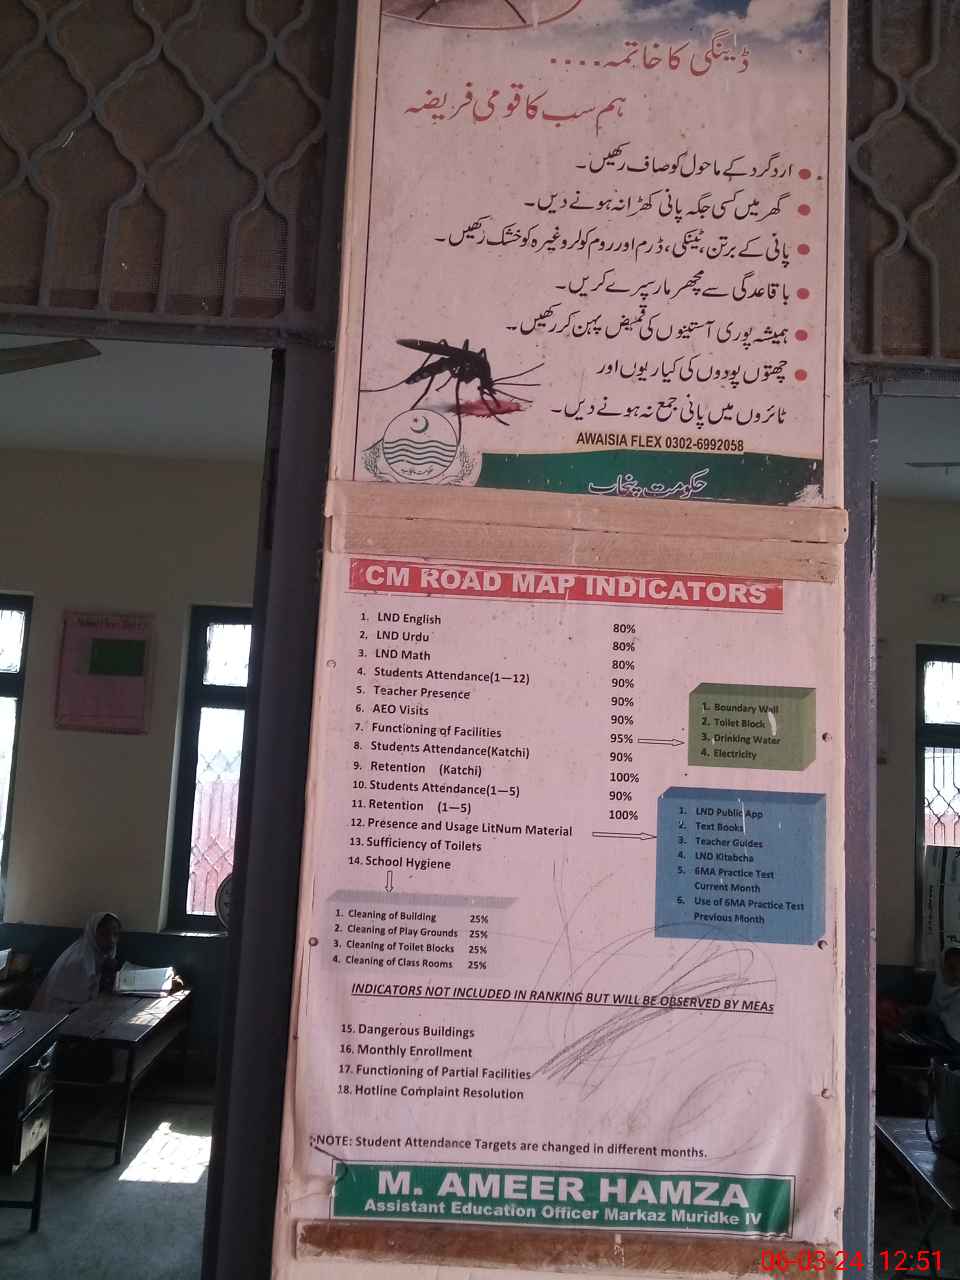 ڈینگی کا خاتمہ....
ہم سب کا قومی فریضہ
اردگرد کے ماحول کو صاف رکھیں۔
گھر میں کسی جگہ پانی کھڑا نہ ہونے دیں۔
پانی کے برتن، ٹینکی، ڈرم اور روم کولر وغیرہ کو خشک رکھیں۔
باقاعدگی سے مچھر مار سپرے کریں۔
ہمیشہ پوری آستینوں کی قمیض پہن کر رکھیں۔
چھتوں پودوں کی کیاریوں اور
ٹائروں میں پانی جمع نہ ہونے دیں۔
AWAISIA FLEX 0302-6992058
حکومت پنجاب
CM ROAD MAP INDICATORS
1. LND English 80%
2. LND Urdu 80%
3. LND Math 80%
4. Students Attendance(1—12) 90%
5. Teacher Presence 90%
6. AEO Visits 90%
7. Functioning of Facilities 95%
8. Students Attendance(Katchi) 90%
9. Retention (Katchi) 100%
10. Students Attendance(1—5) 90%
11. Retention (1—5) 100%
12. Presence and Usage LitNum Material
13. Sufficiency of Toilets
14. School Hygiene
1. Boundary Wall
2. Toilet Block
3. Drinking Water
4. Electricity
1. LND Public App
2. Text Books
3. Teacher Guides
4. LND Kitabcha
5. 6MA Practice Test
Current Month
6. Use of 6MA Practice Test
Previous Month
1. Cleaning of Building 25%
2. Cleaning of Play Grounds 25%
3. Cleaning of Toilet Blocks 25%
4. Cleaning of Class Rooms 25%
INDICATORS NOT INCLUDED IN RANKING BUT WILL BE OBSERVED BY MEAs
15. Dangerous Buildings
16. Monthly Enrollment
17. Functioning of Partial Facilities
18. Hotline Complaint Resolution
NOTE: Student Attendance Targets are changed in different months.
M. AMEER HAMZA
Assistant Education Officer Markaz Muridke IV
06-03-24 12:51